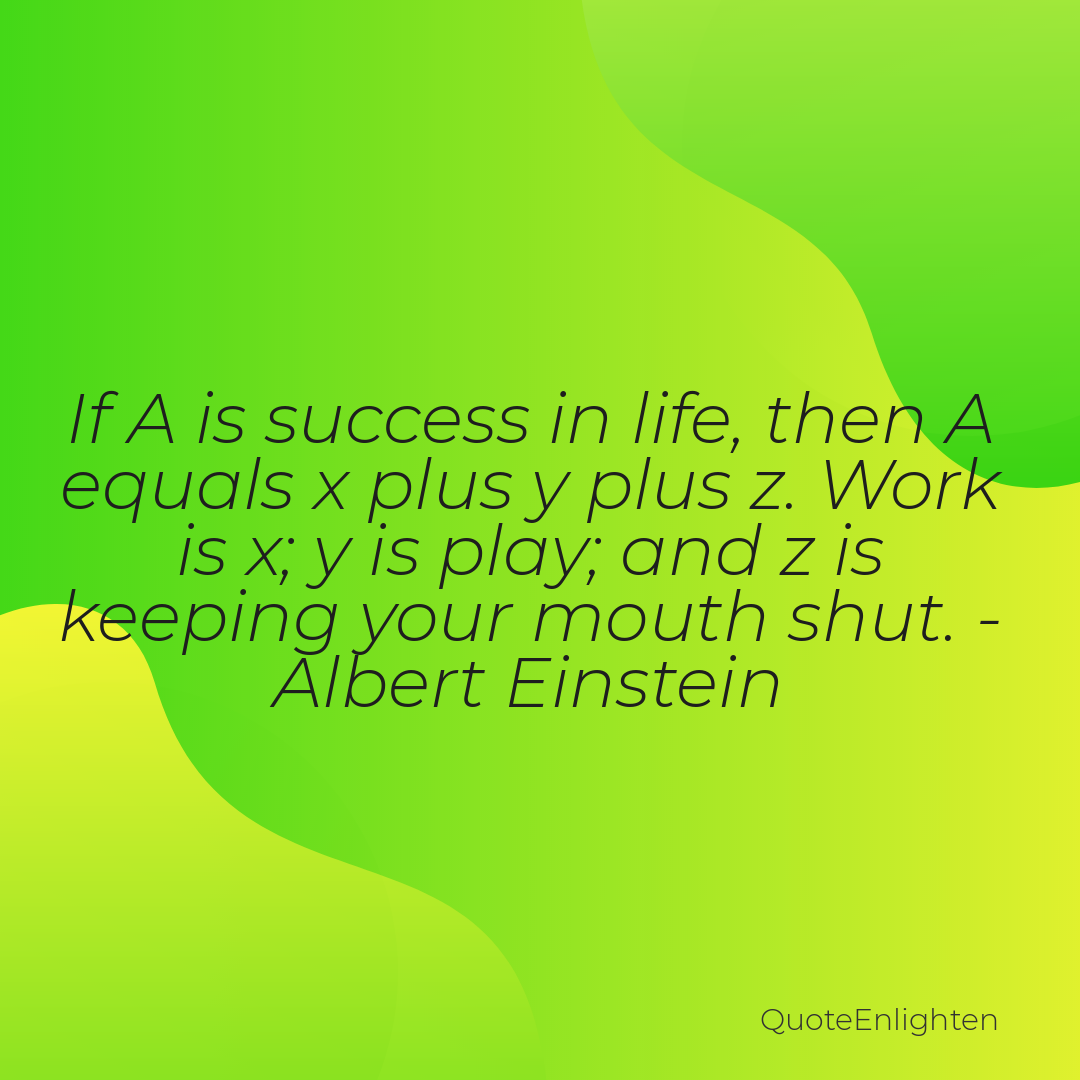 If A is success in life, then A
equals x plus y plus z. Work
is x; y is play; and z is
keeping your mouth shut. -
Albert Einstein
QuoteEnlighten